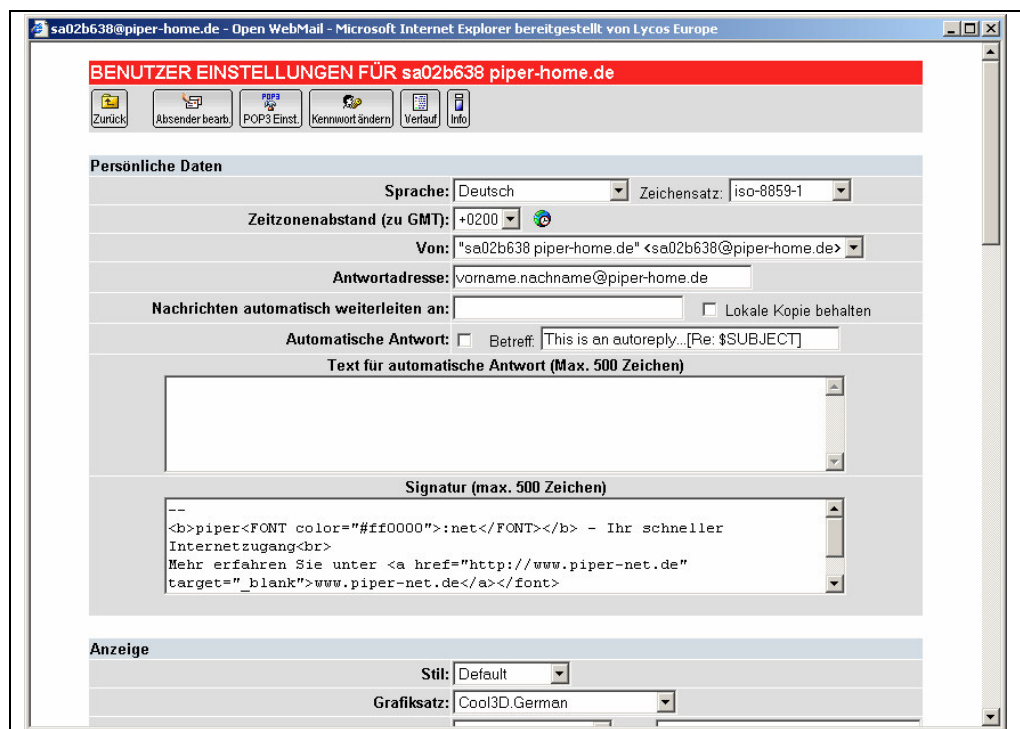 sa02b638@piper-home.de - Open WebMail - Microsoft Internet Explorer bereitgestellt von Lycos Europe
BENUTZER EINSTELLUNGEN FÜR sa02b638 piper-home.de
POP3
Zurück Absender bearb. POP3 Einst. Kennwort ändern Verlauf Info
Persönliche Daten
Sprache: Deutsch Zeichensatz: iso-8859-1
Zeitzonenabstand (zu GMT): +0200
Von: "sa02b638 piper-home.de" <sa02b638@piper-home.de>
Antwortadresse: vorname.nachname@piper-home.de
Nachrichten automatisch weiterleiten an: Lokale Kopie behalten
Automatische Antwort: Betreff: This is an autoreply...[Re: $SUBJECT]
Text für automatische Antwort (Max. 500 Zeichen)
Signatur (max. 500 Zeichen)
--
<b>piper<FONT color="#ff0000">:net</FONT></b> - Ihr schneller
Internetzugang<br>
Mehr erfahren Sie unter <a href="http://www.piper-net.de"
target="_blank">www.piper-net.de</a></font>
Anzeige
Stil: Default
Grafiksatz: Cool3D.German